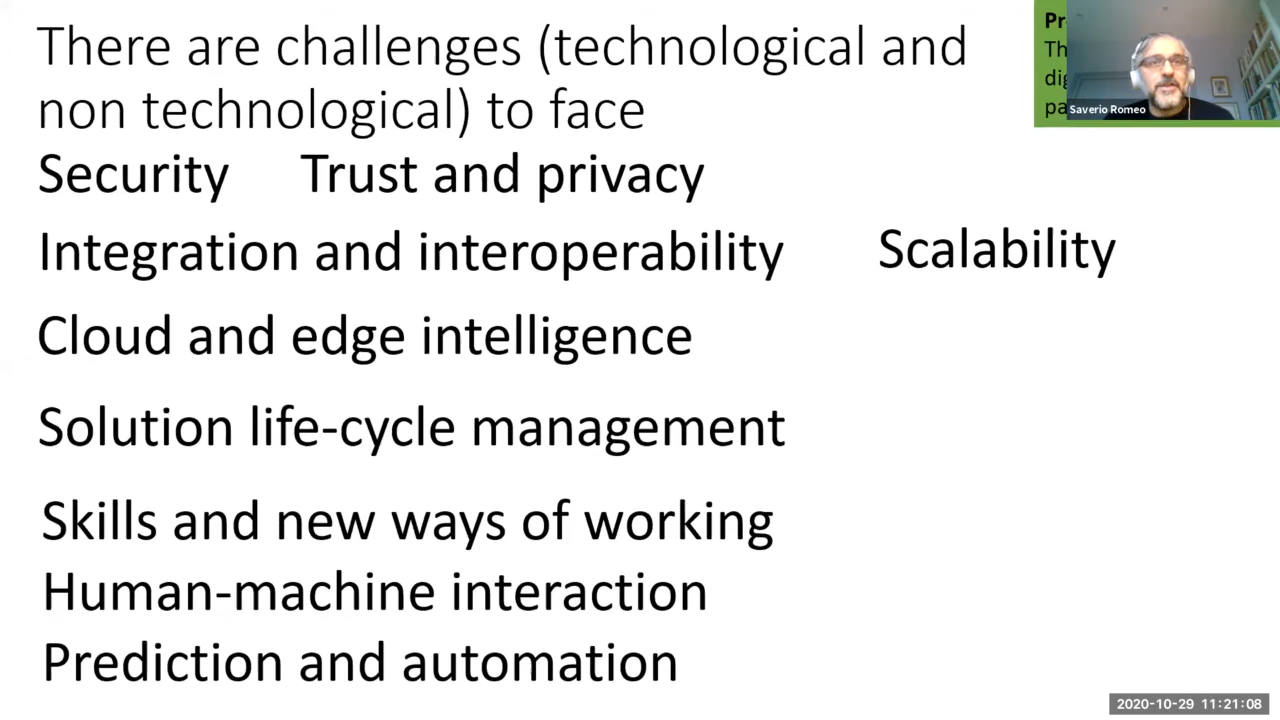 There are challenges (technological and
non technological) to face
Security Trust and privacy
Integration and interoperability Scalability
Cloud and edge intelligence
Solution life-cycle management
Skills and new ways of working
Human-machine interaction
Prediction and automation
Saverio Romeo
2020-10-29 11:21:08